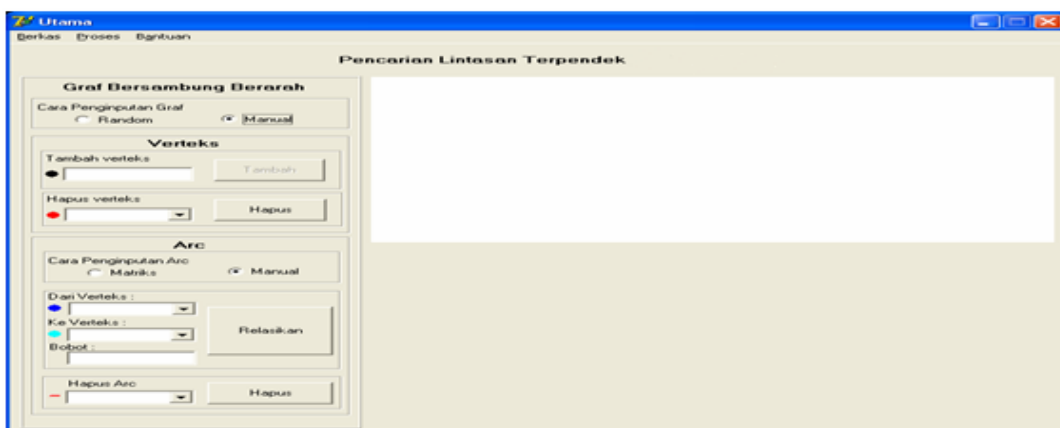 Utama
Berkas Proses Bantuan
Pencarian Lintasan Terpendek
Graf Bersambung Berarah
Cara Penginputan Graf
Random Manual
Verteks
Tambah verteks
Tambah
Hapus verteks
Hapus
Arc
Cara Penginputan Arc
Matriks Manual
Dari Verteks :
Ke Verteks :
Relasikan
Bobot :
Hapus Arc
Hapus